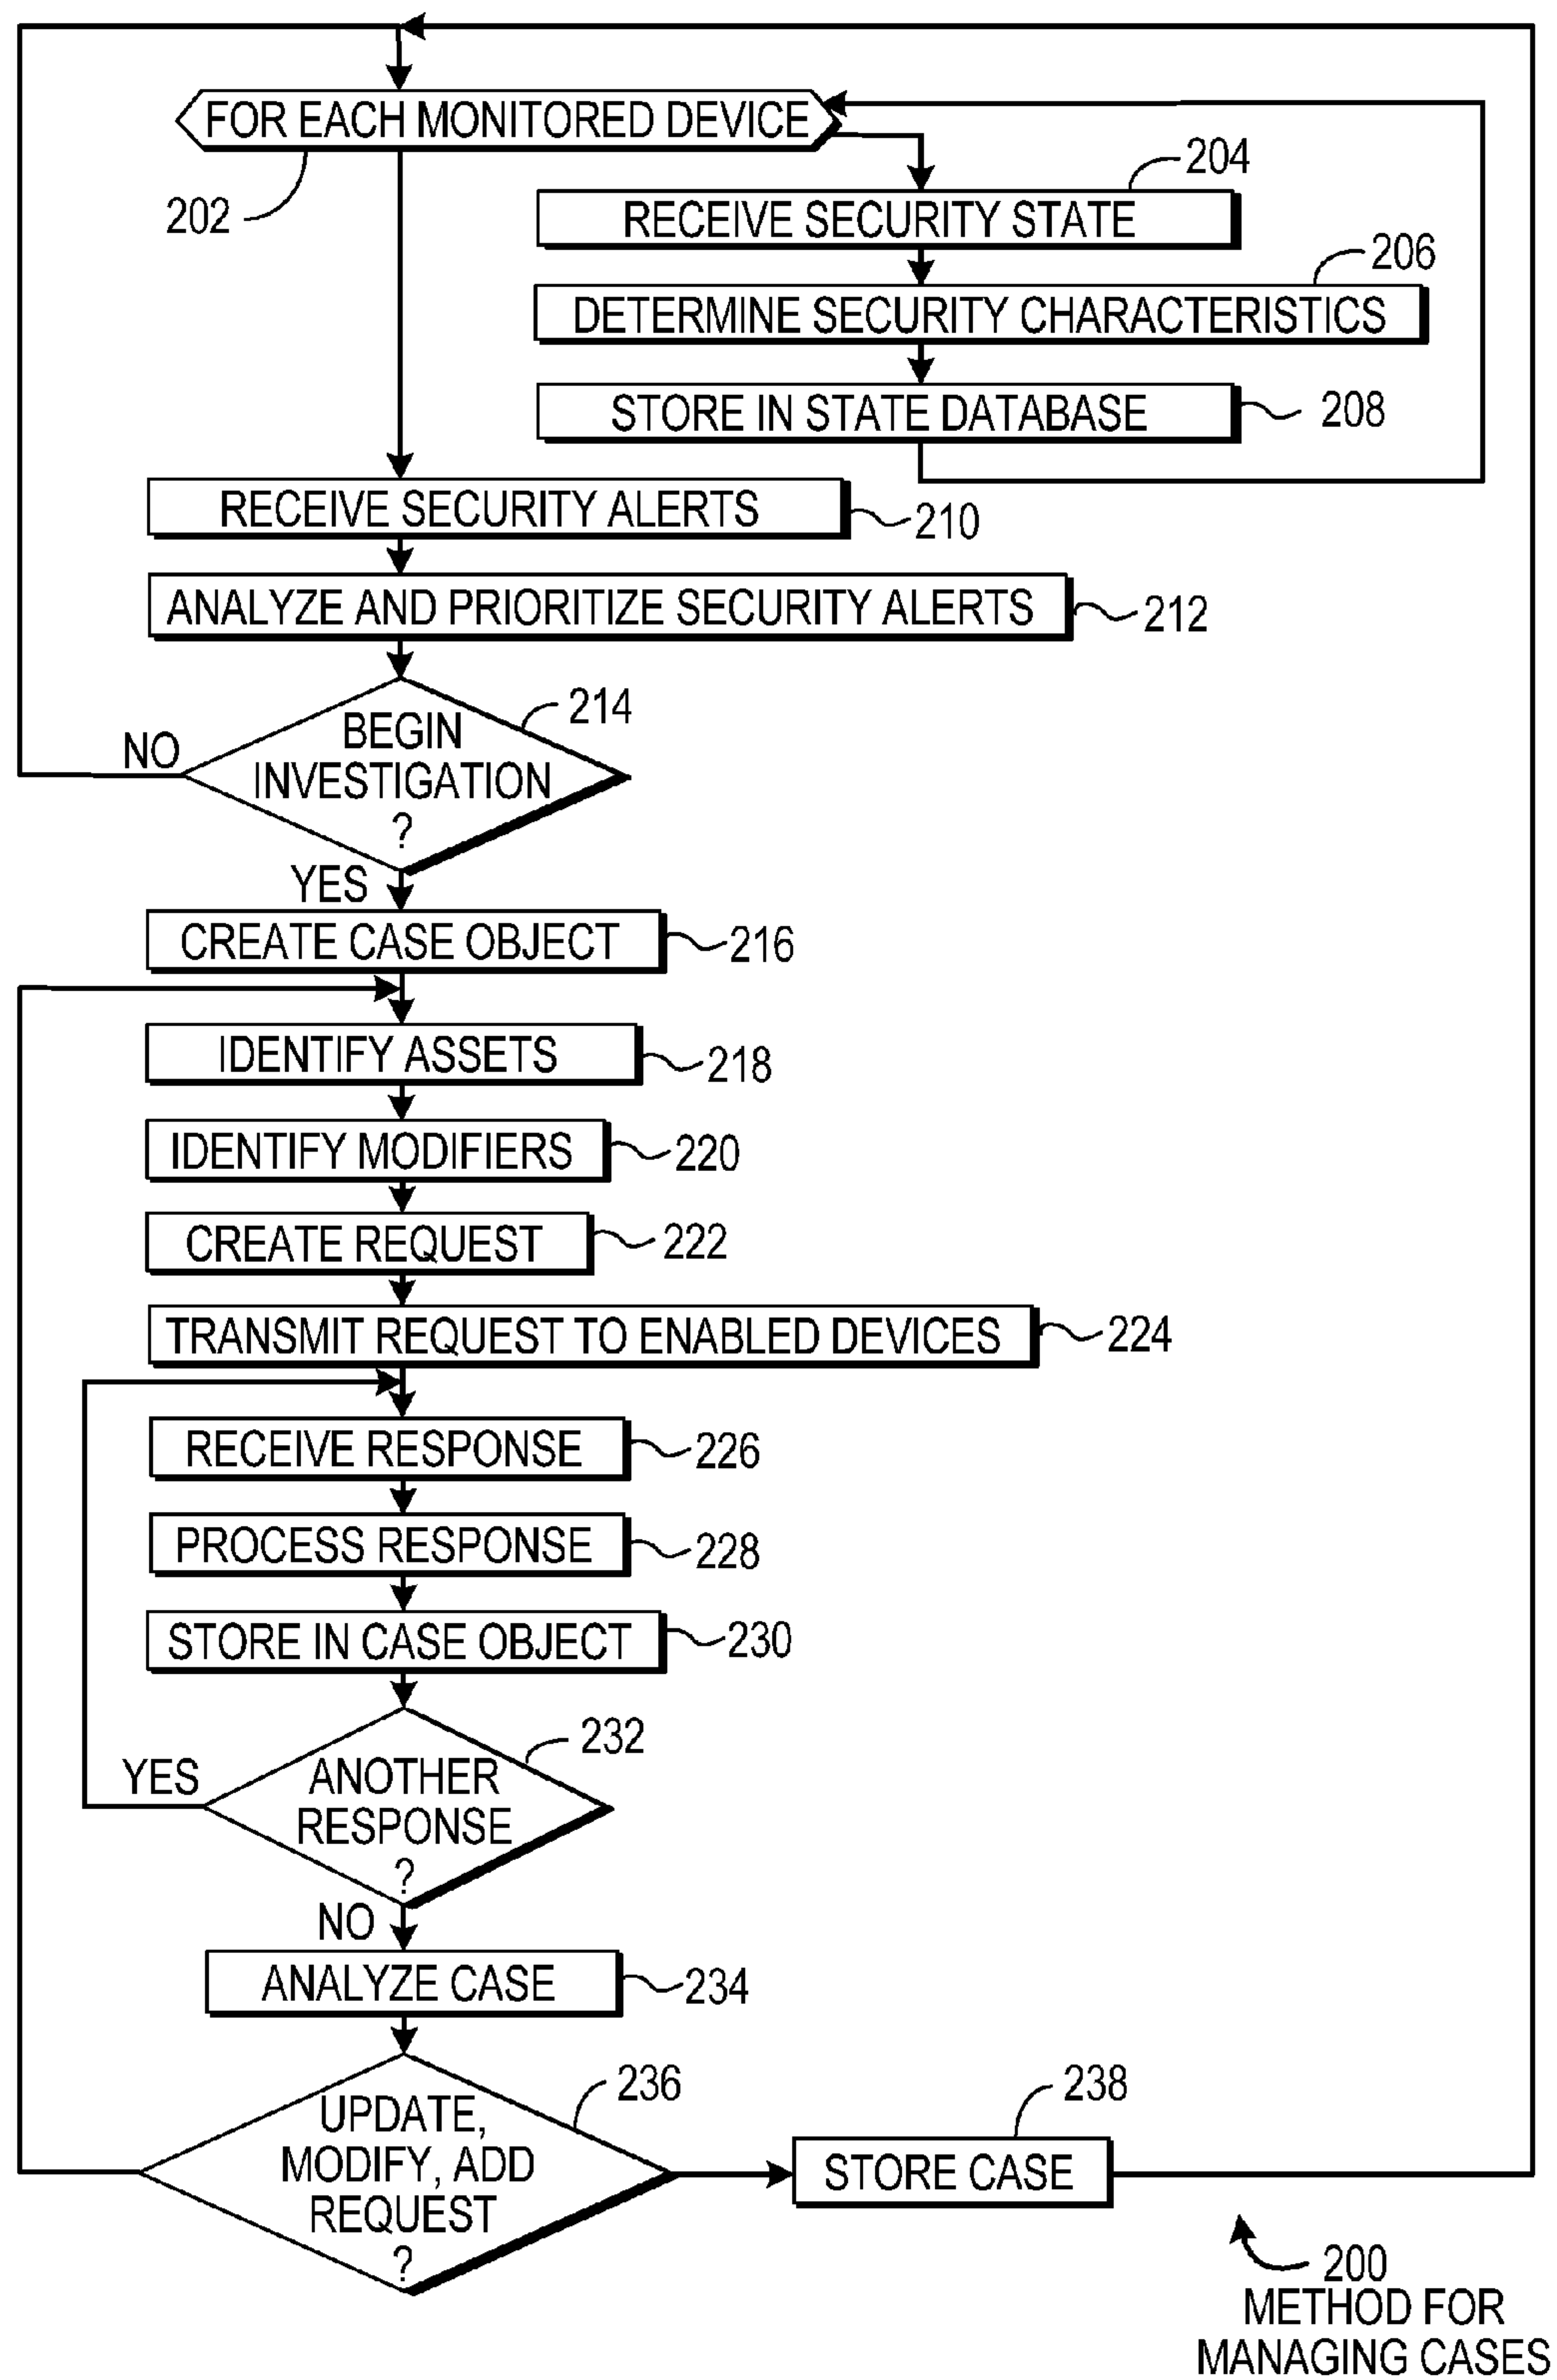 FOR EACH MONITORED DEVICE
202
204
RECEIVE SECURITY STATE
206
DETERMINE SECURITY CHARACTERISTICS
STORE IN STATE DATABASE
208
RECEIVE SECURITY ALERTS
210
ANALYZE AND PRIORITIZE SECURITY ALERTS
212
214
BEGIN
INVESTIGATION
?
NO
YES
CREATE CASE OBJECT
216
IDENTIFY ASSETS
218
IDENTIFY MODIFIERS
220
CREATE REQUEST
222
TRANSMIT REQUEST TO ENABLED DEVICES
224
RECEIVE RESPONSE
226
PROCESS RESPONSE
228
STORE IN CASE OBJECT
230
232
ANOTHER
RESPONSE
?
YES
NO
ANALYZE CASE
234
236
UPDATE,
MODIFY, ADD
REQUEST
?
238
STORE CASE
200
METHOD FOR
MANAGING CASES